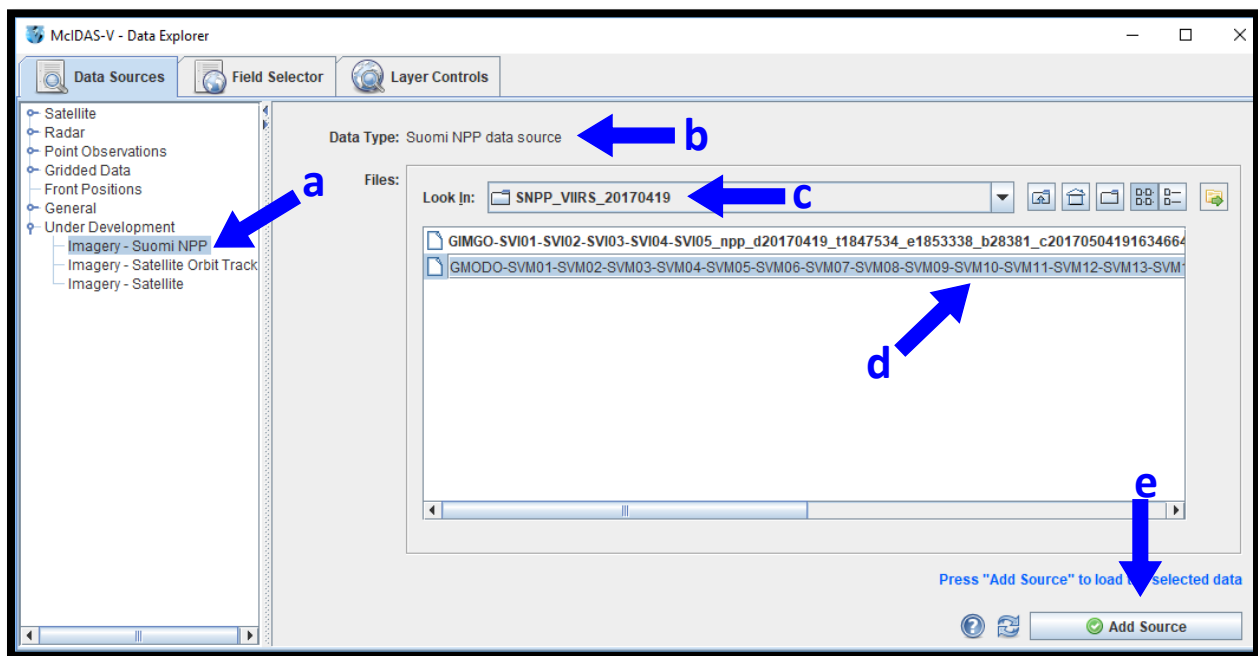 McIDAS-V - Data Explorer
Data Sources
Field Selector
Layer Controls
Satellite
Radar
Point Observations
Gridded Data
Front Positions
General
Under Development
Imagery - Suomi NPP
Imagery - Satellite Orbit Track
Imagery - Satellite
a
Data Type: Suomi NPP data source
b
Files:
Look In: SNPP_VIIRS_20170419
c
GIMGO-SVI01-SVI02-SVI03-SVI04-SVI05_npp_d20170419_t1847534_e1853338_b28381_c20170504191634664
GMODO-SVM01-SVM02-SVM03-SVM04-SVM05-SVM06-SVM07-SVM08-SVM09-SVM10-SVM11-SVM12-SVM13-SVM
d
e
Press "Add Source" to load selected data
Add Source